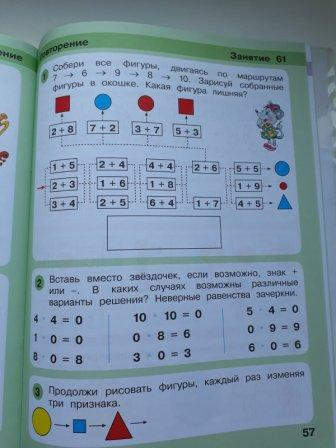 вторение
Занятие 61
1 Собери все фигуры, двигаясь по маршрутам
7 → 6 → 9 → 8 → 10. Зарисуй собранные
фигуры в окошке. Какая фигура лишняя?
2 + 8 7 + 2 3 + 7 5 + 3
1 + 5 2 + 4 4 + 4 2 + 6 5 + 5
2 + 3 1 + 6 1 + 8 1 + 9
3 + 4 2 + 5 6 + 4 1 + 7 4 + 5
2 Вставь вместо звёздочек, если возможно, знак +
или –. В каких случаях возможны различные
варианты решения? Неверные равенства зачеркни.
4 * 4 = 0 10 * 10 = 0 5 * 4 = 0
1 * 0 = 0 0 * 8 = 6 0 * 9 = 9
8 * 0 = 8 3 * 0 = 3 6 * 0 = 6
3 Продолжи рисовать фигуры, каждый раз изменяя
три признака.
57